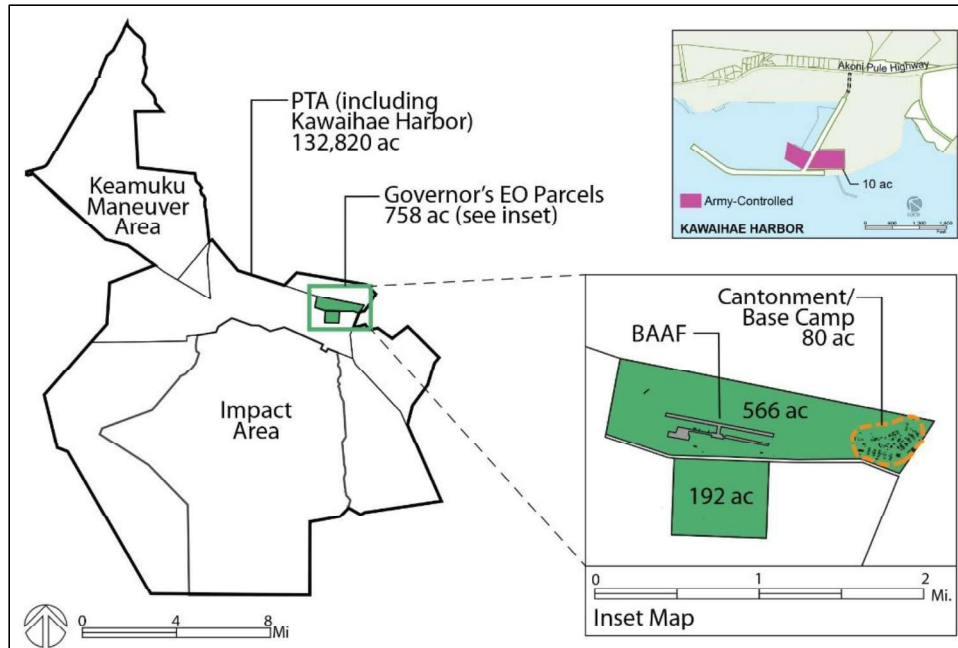 PTA (including
Kawaihae Harbor)
132,820 ac
Keamuku
Maneuver
Area
Governor's EO Parcels
758 ac (see inset)
Impact
Area
0 4 8
Mi
Akoni Pule Highway
10 ac
Army-Controlled
KAWAIHAE HARBOR
Cantonment/
Base Camp
80 ac
BAAF
566 ac
192 ac
0 1 2
Mi.
Inset Map